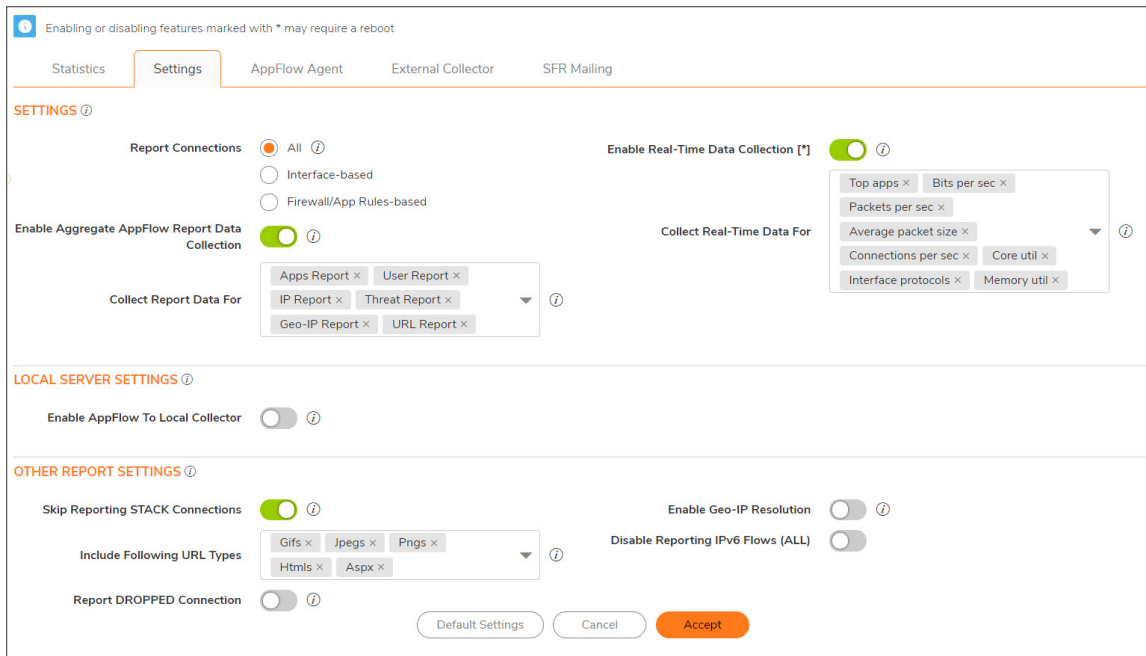 Enabling or disabling features marked with * may require a reboot
Statistics
Settings
AppFlow Agent
External Collector
SFR Mailing
SETTINGS
Report Connections
All
Interface-based
Firewall/App Rules-based
Enable Aggregate AppFlow Report Data
Collection
Collect Report Data For
Apps Report × User Report ×
IP Report × Threat Report ×
Geo-IP Report × URL Report ×
Enable Real-Time Data Collection [*]
Collect Real-Time Data For
Top apps × Bits per sec ×
Packets per sec ×
Average packet size ×
Connections per sec × Core util ×
Interface protocols × Memory util ×
LOCAL SERVER SETTINGS
Enable AppFlow To Local Collector
OTHER REPORT SETTINGS
Skip Reporting STACK Connections
Include Following URL Types
Gifs × Jpegs × Pngs ×
Htmls × Aspx ×
Report DROPPED Connection
Enable Geo-IP Resolution
Disable Reporting IPv6 Flows (ALL)
Default Settings
Cancel
Accept